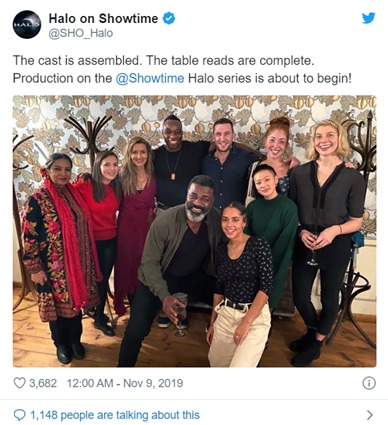 HALO
Halo on Showtime
@SHO_Halo
The cast is assembled. The table reads are complete.
Production on the @Showtime Halo series is about to begin!
3,682 12:00 AM - Nov 9, 2019
1,148 people are talking about this